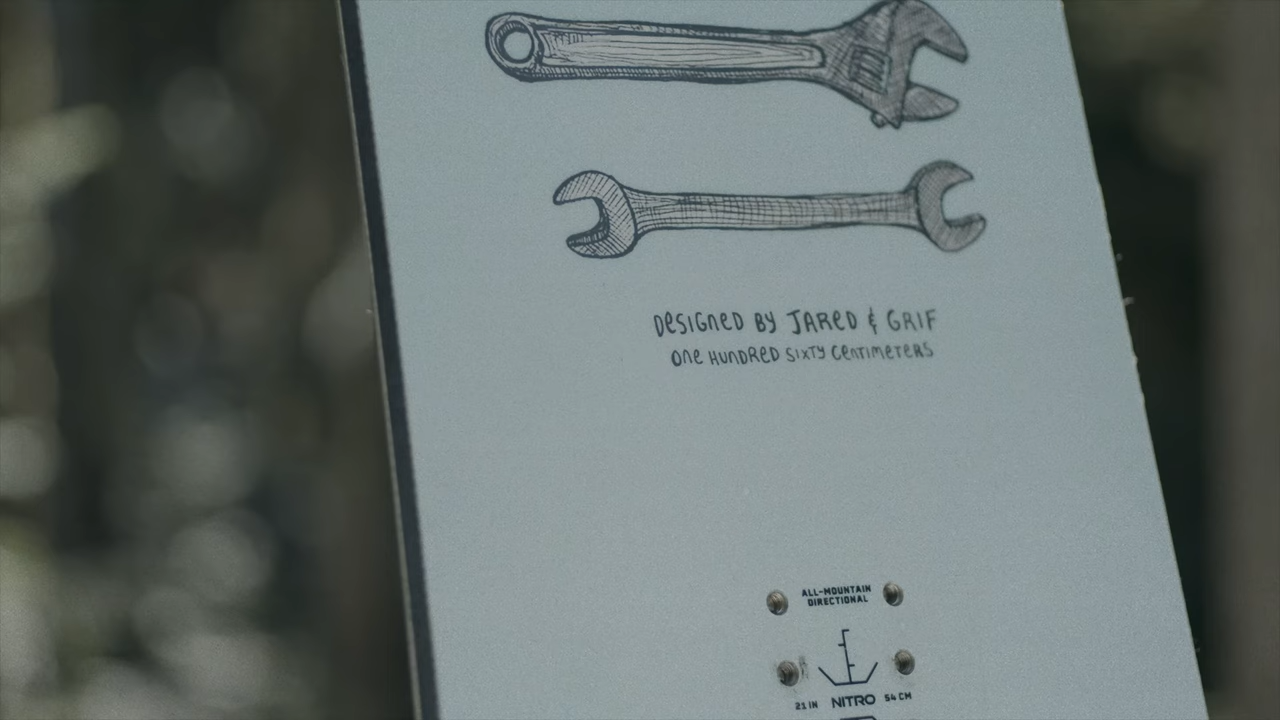 DESIGNED BY JARED & GRIF
ONE HUNDRED SIXTY CENTIMETERS
ALL-MOUNTAIN
DIRECTIONAL
21 IN NITRO 54 CM